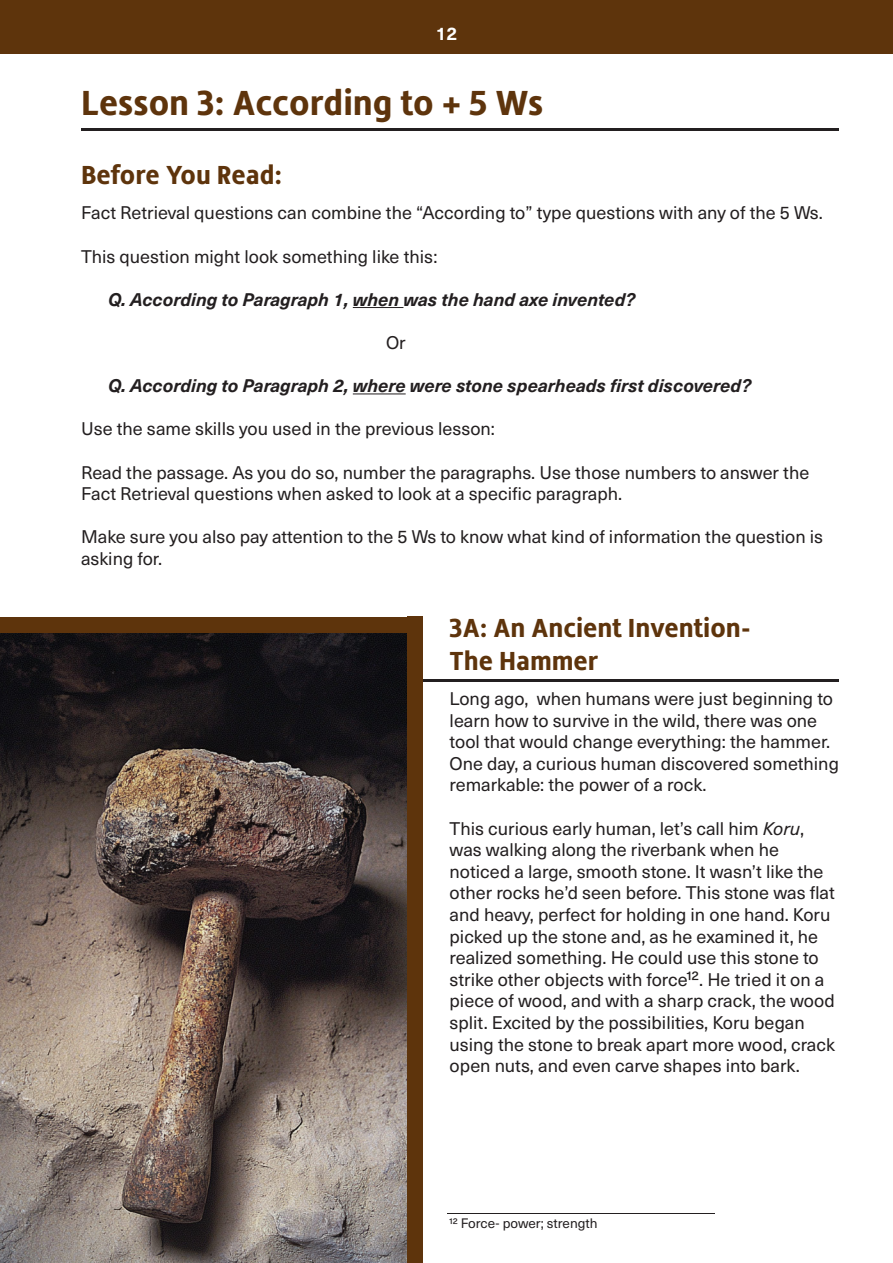 12
Lesson 3: According to + 5 Ws
Before You Read:
Fact Retrieval questions can combine the “According to” type questions with any of the 5 Ws.
This question might look something like this:
Q. According to Paragraph 1, when was the hand axe invented?
Or
Q. According to Paragraph 2, where were stone spearheads first discovered?
Use the same skills you used in the previous lesson:
Read the passage. As you do so, number the paragraphs. Use those numbers to answer the
Fact Retrieval questions when asked to look at a specific paragraph.
Make sure you also pay attention to the 5 Ws to know what kind of information the question is
asking for.
3A: An Ancient Invention-
The Hammer
Long ago,  when humans were just beginning to
learn how to survive in the wild, there was one
tool that would change everything: the hammer.
One day, a curious human discovered something
remarkable: the power of a rock.
This curious early human, let’s call him Koru,
was walking along the riverbank when he
noticed a large, smooth stone. It wasn’t like the
other rocks he’d seen before. This stone was flat
and heavy, perfect for holding in one hand. Koru
picked up the stone and, as he examined it, he
realized something. He could use this stone to
strike other objects with force¹². He tried it on a
piece of wood, and with a sharp crack, the wood
split. Excited by the possibilities, Koru began
using the stone to break apart more wood, crack
open nuts, and even carve shapes into bark.
¹² Force- power; strength